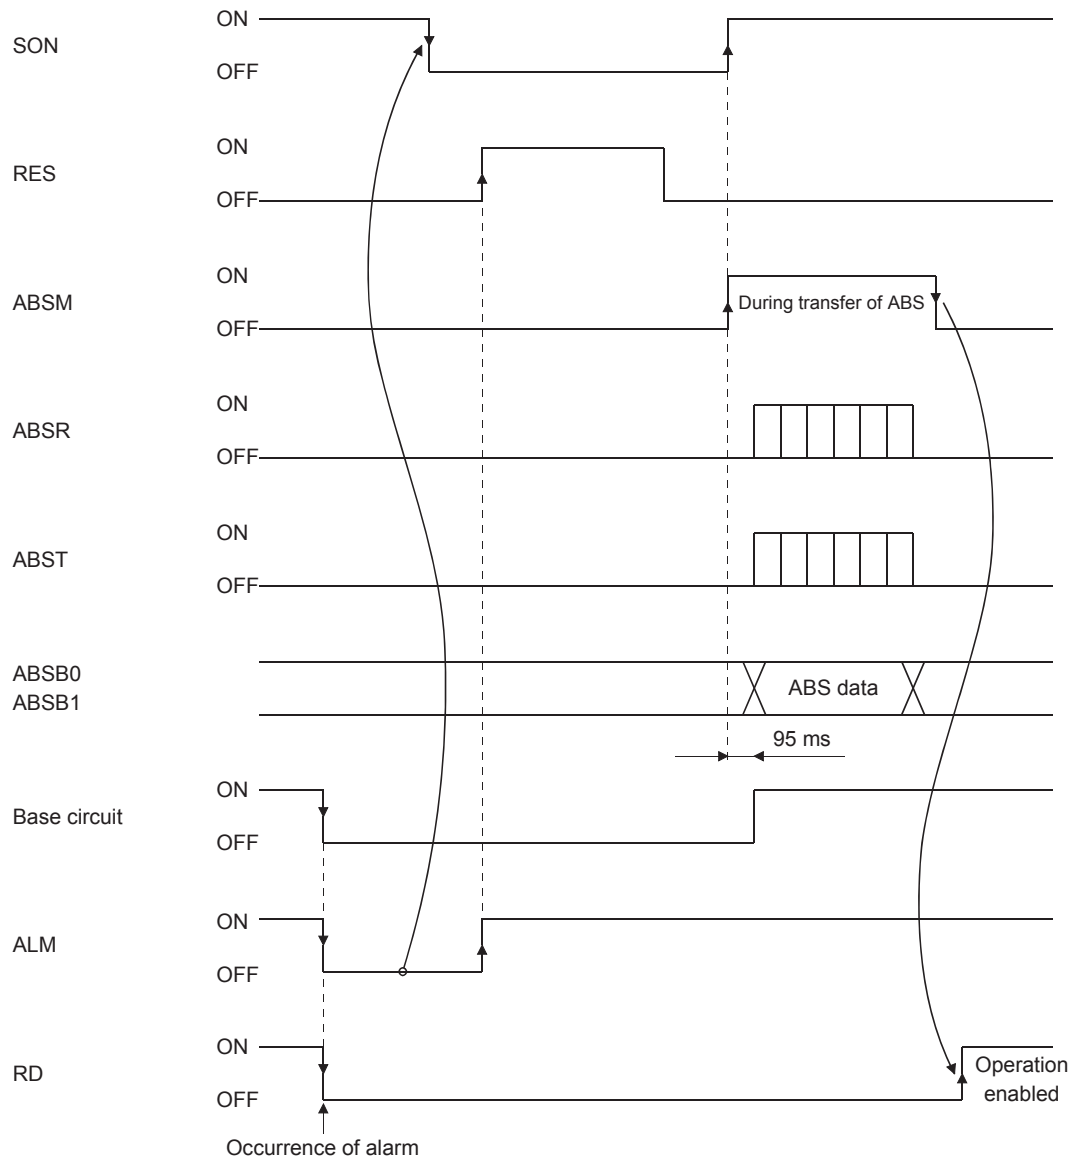 SON
ON
OFF
RES
ON
OFF
ABSM
ON
OFF
During transfer of ABS
ABSR
ON
OFF
ABST
ON
OFF
ABSB0
ABSB1
ABS data
95 ms
Base circuit
ON
OFF
ALM
ON
OFF
RD
ON
OFF
Operation
enabled
Occurrence of alarm